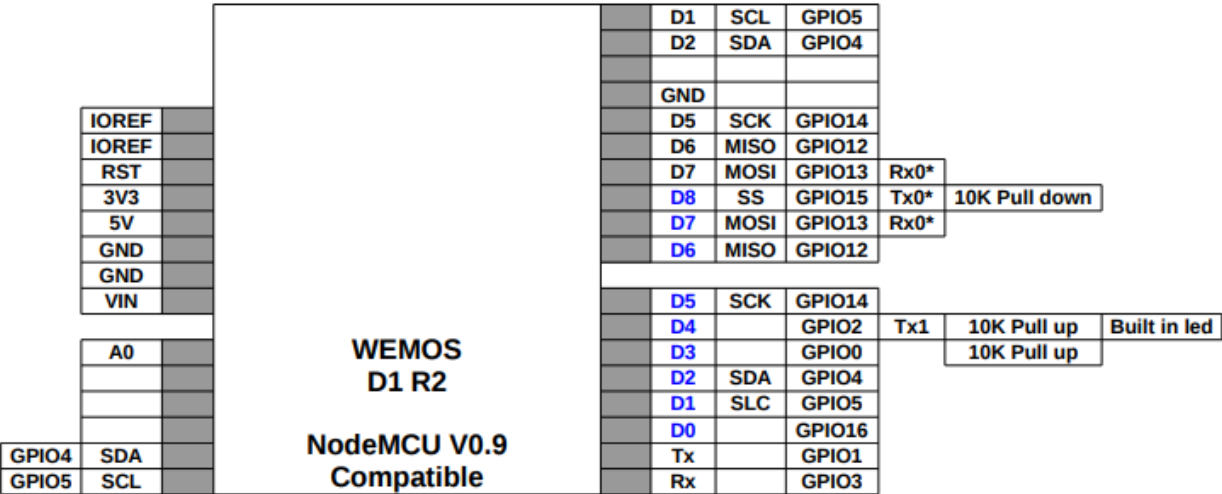 D1 SCL GPIO5
D2 SDA GPIO4
GND
IOREF D5 SCK GPIO14
IOREF D6 MISO GPIO12
RST D7 MOSI GPIO13 Rx0*
3V3 D8 SS GPIO15 Tx0* 10K Pull down
5V D7 MOSI GPIO13 Rx0*
GND D6 MISO GPIO12
GND
VIN D5 SCK GPIO14
D4 GPIO2 Tx1 10K Pull up Built in led
A0 WEMOS D3 GPIO0 10K Pull up
D1 R2 D2 SDA GPIO4
D1 SLC GPIO5
NodeMCU V0.9 D0 GPIO16
GPIO4 SDA Compatible Tx GPIO1
GPIO5 SCL Rx GPIO3